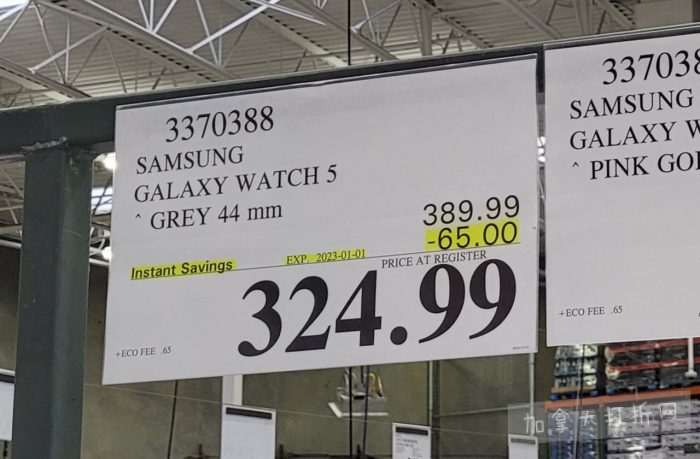 3370388
SAMSUNG
GALAXY WATCH 5
^ GREY 44 mm
389.99
-65.00
Instant Savings
EXP. 2023-01-01
PRICE AT REGISTER
324.99
+ECO FEE .65
337038
SAMSUNG
GALAXY W
^ PINK GOL
+ECO FEE .65
加拿大打折网